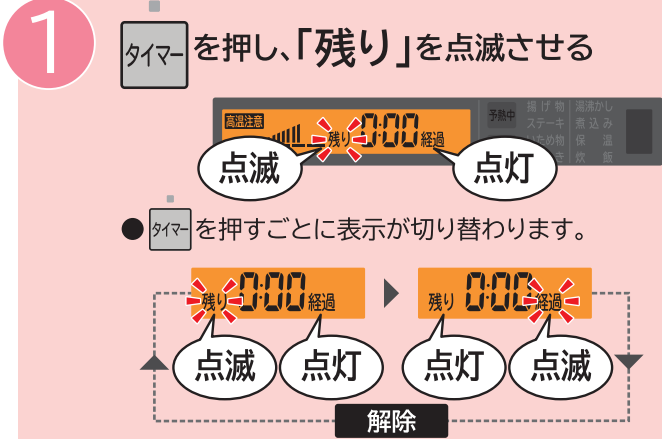 1
タイマー を押し、「残り」を点滅させる
高温注意 残り 0:00 経過
予熱中
揚げ物 湯沸かし
ステーキ 煮込み
いため物 保温
炊飯
点滅 点灯
● タイマー を押すごとに表示が切り替わります。
残り 0:00 経過 残り 0:00 経過
点滅 点灯 点灯 点滅
解除